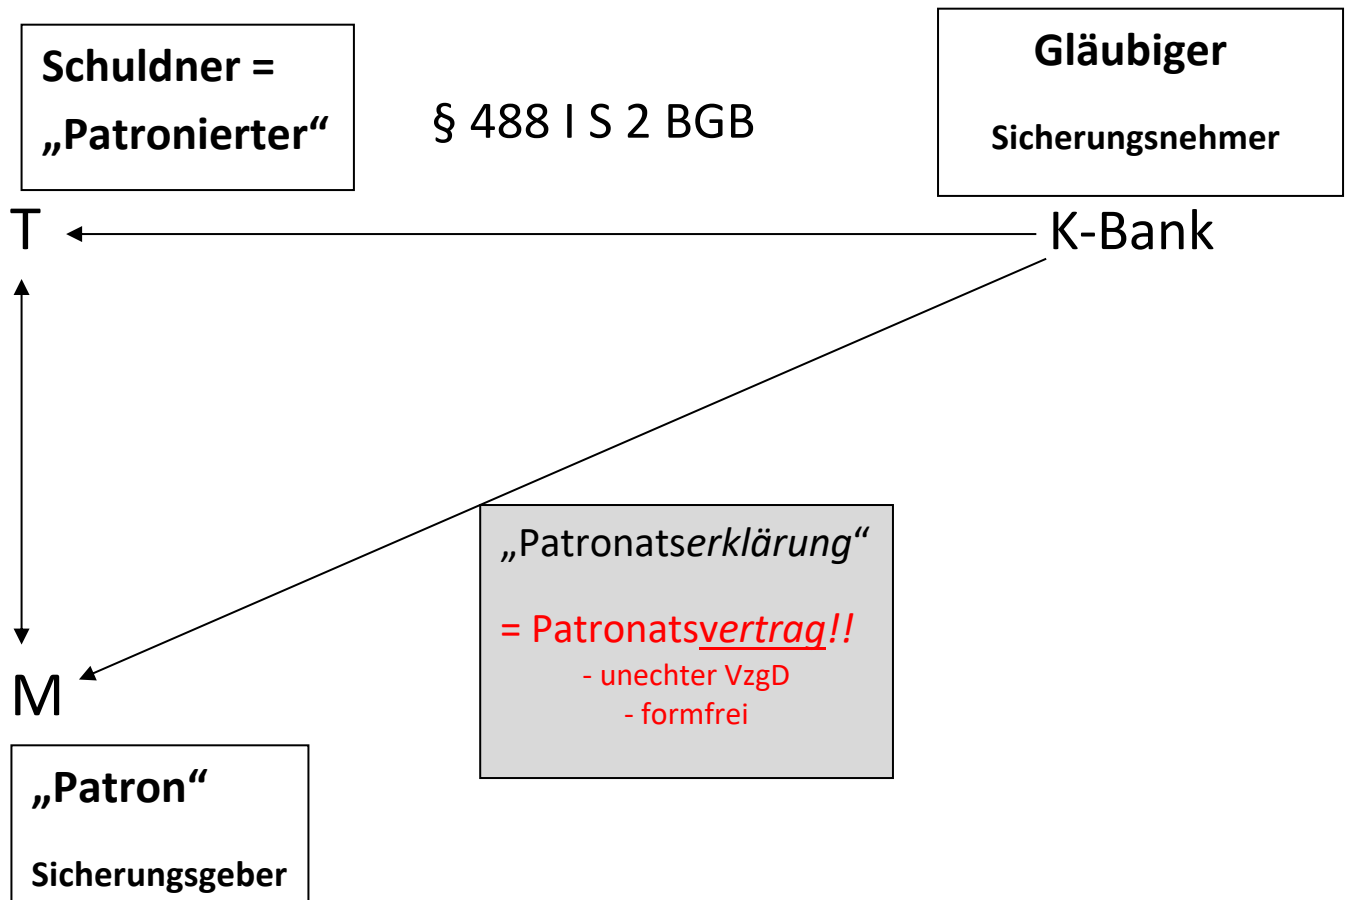 Schuldner =
„Patronierter“
§ 488 I S 2 BGB
Gläubiger
Sicherungsnehmer
T
K-Bank
„Patronatserklärung“
= Patronatsvertrag!!
- unechter VzgD
- formfrei
M
„Patron“
Sicherungsgeber